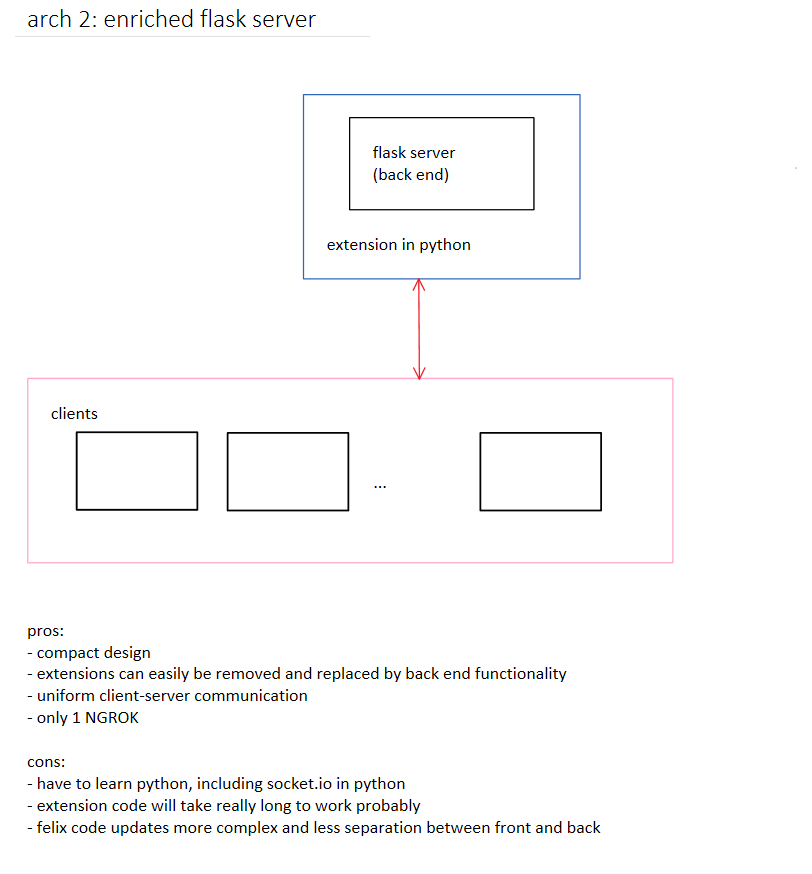 arch 2: enriched flask server
flask server
(back end)
extension in python
clients
...
pros:
- compact design
- extensions can easily be removed and replaced by back end functionality
- uniform client-server communication
- only 1 NGROK
cons:
- have to learn python, including socket.io in python
- extension code will take really long to work probably
- felix code updates more complex and less separation between front and back